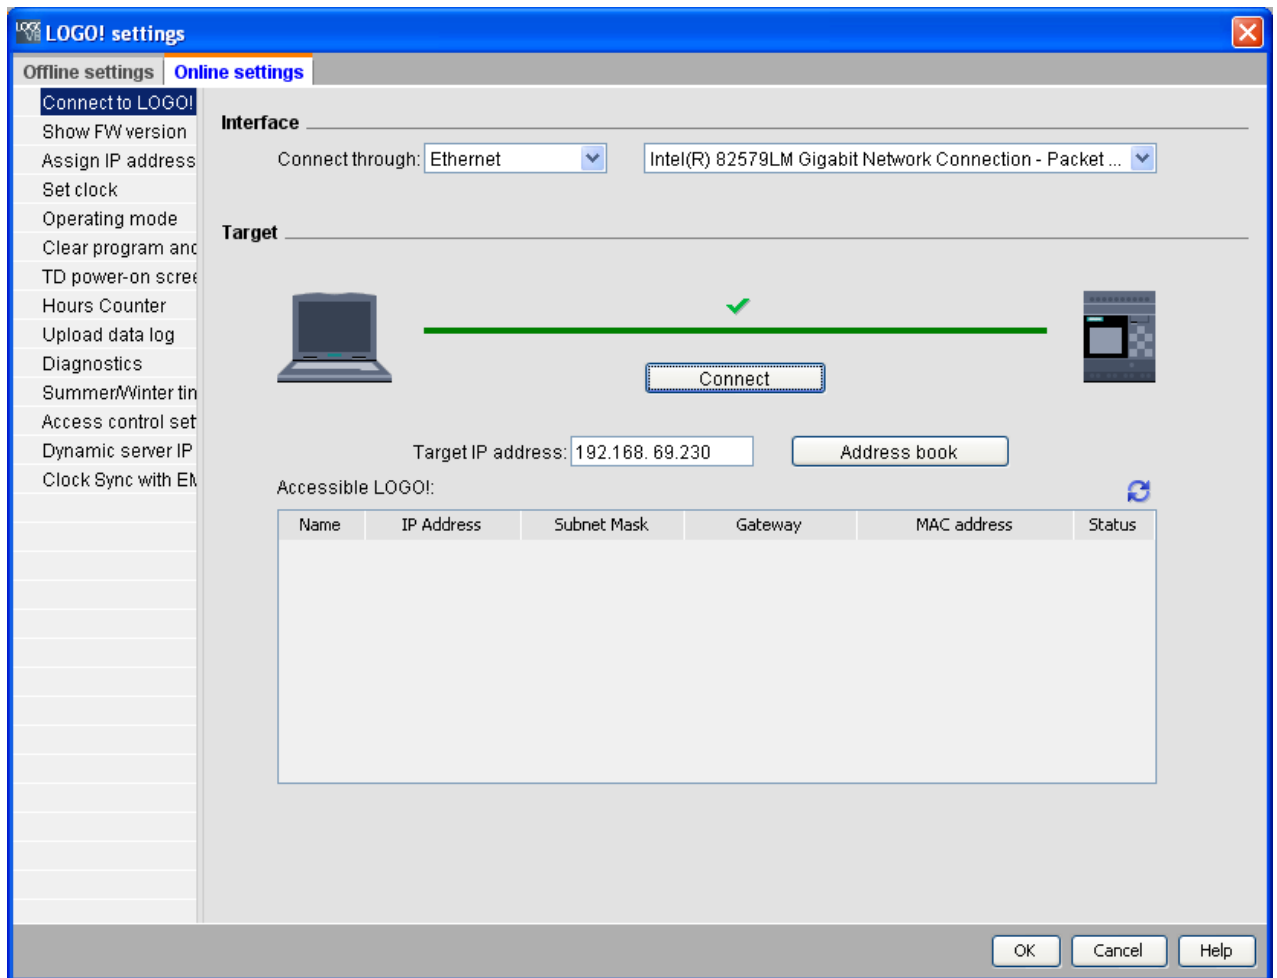 LOGO! settings
Offline settings
Online settings
Connect to LOGO!
Show FW version
Assign IP address
Set clock
Operating mode
Clear program and
TD power-on scree
Hours Counter
Upload data log
Diagnostics
Summer/Winter tim
Access control set
Dynamic server IP
Clock Sync with EM
Interface
Connect through: Ethernet
Intel(R) 82579LM Gigabit Network Connection - Packet ...
Target
Connect
Target IP address: 192.168. 69.230
Address book
Accessible LOGO!:
Name IP Address Subnet Mask Gateway MAC address Status
OK Cancel Help